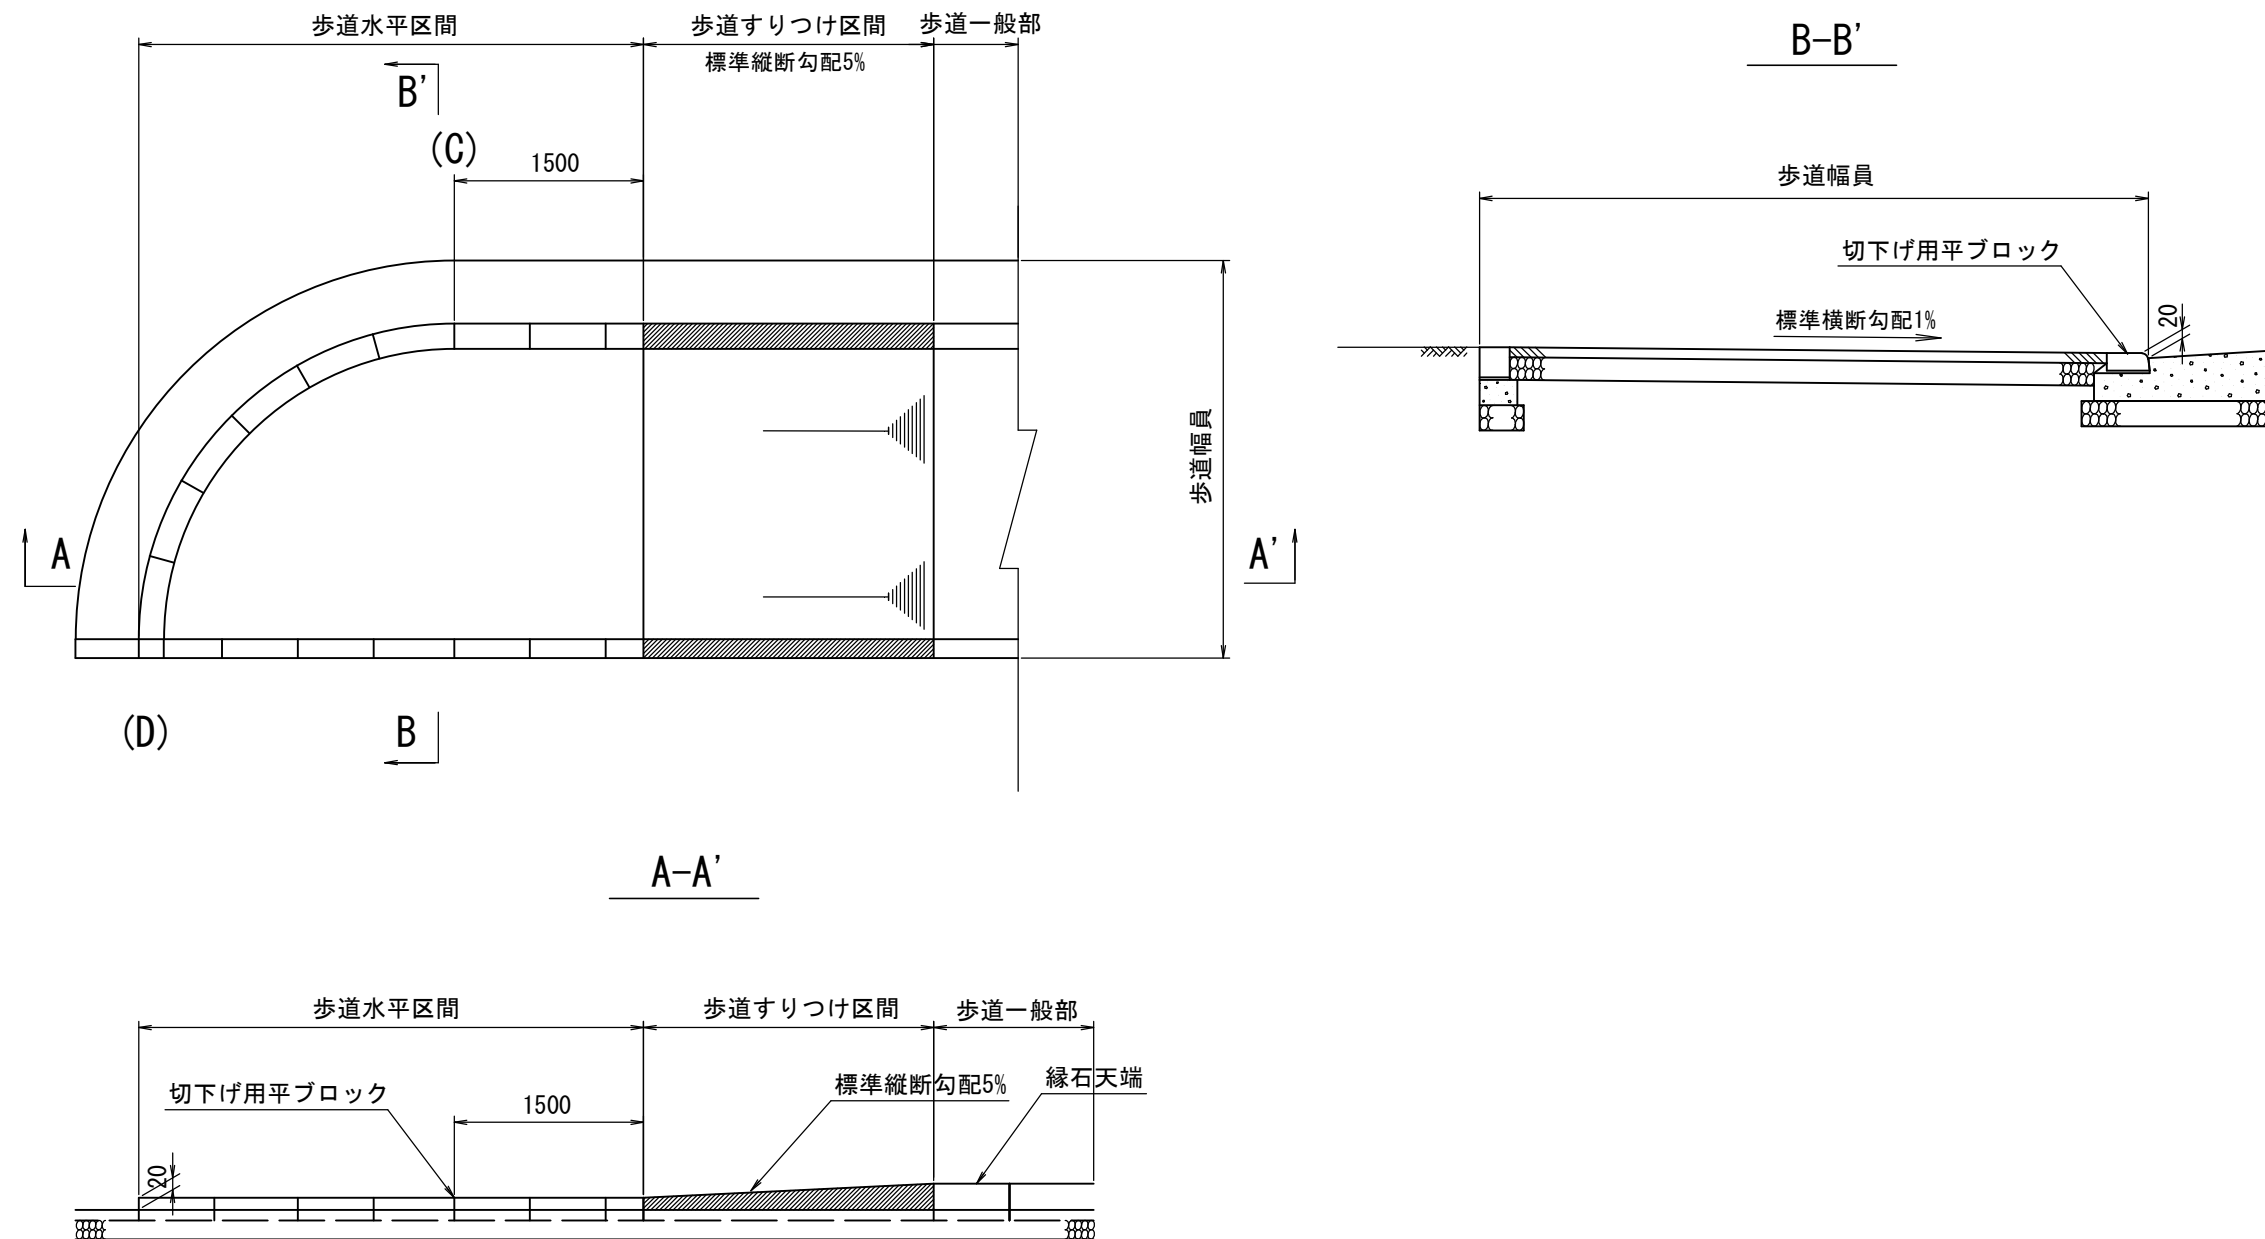 歩道水平区間
歩道すりつけ区間
歩道一般部
標準縦断勾配5%
B'
(C)
1500
歩道幅員
A
A'
(D)
B
B-B'
歩道幅員
切下げ用平ブロック
標準横断勾配1%
20
A-A'
歩道水平区間
歩道すりつけ区間
歩道一般部
切下げ用平ブロック
1500
標準縦断勾配5%
縁石天端
20